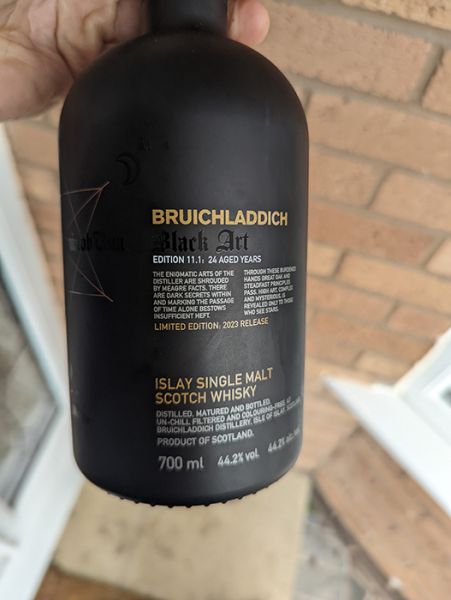 BRUICHLADDICH
Black Art
EDITION 11.1: 24 AGED YEARS
THE ENIGMATIC ARTS OF THE
DISTILLER ARE SHROUDED BY
MEAGRE FACTS. THERE
ARE DARK SECRETS WITHIN
AND MARKING THE PASSAGE
OF TIME ALONE BESTOWS
INSUFFICIENT HEFT.
THROUGH THESE BURDENED
HANDS GREAT OAK AND
STEADFAST PRINCIPLES
PASS. HIGH ART, COMPLEX
AND MYSTERIOUS, IS
REVEALED ONLY TO THOSE
WHO SEE STARS.
LIMITED EDITION: 2023 RELEASE
ISLAY SINGLE MALT
SCOTCH WHISKY
DISTILLED, MATURED AND BOTTLED,
UN-CHILL FILTERED AND COLOURING-FREE, AT
BRUICHLADDICH DISTILLERY, ISLE OF ISLAY, SCOTLAND.
PRODUCT OF SCOTLAND.
700 ml 44.2% vol 44.2% alc.